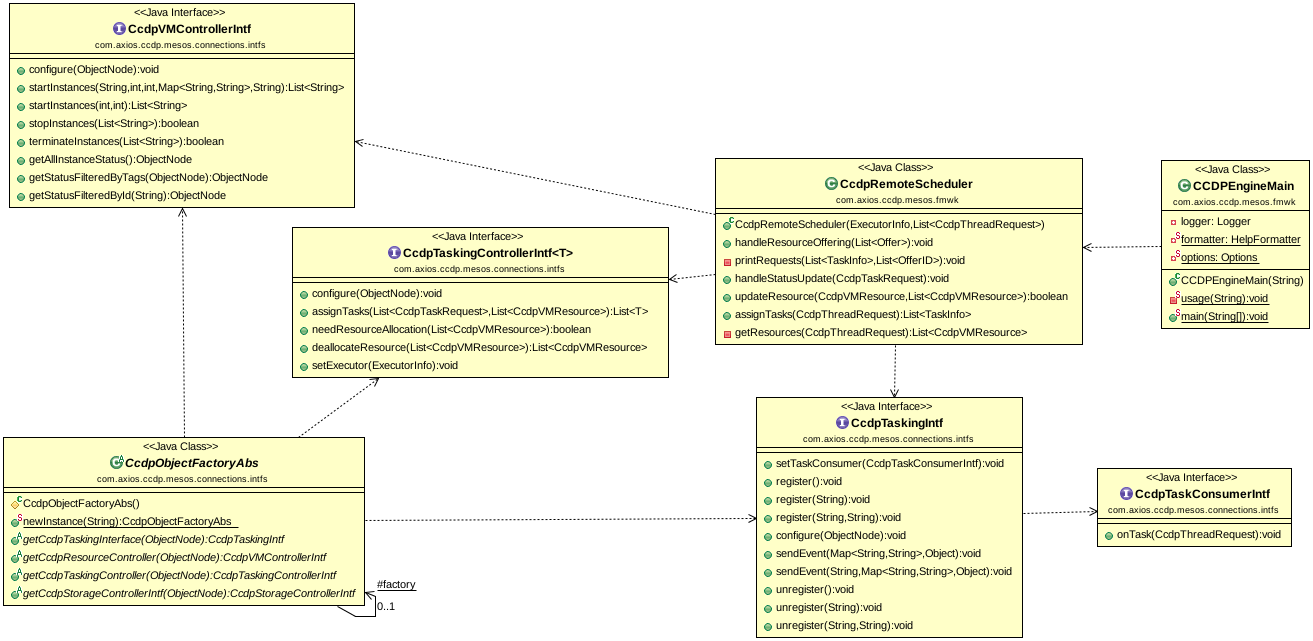 <<Java Interface>>
CcdpVMControllerIntf
com.axios.ccdp.mesos.connections.intfs
configure(ObjectNode):void
startInstances(String,int,int,Map<String,String>,String):List<String>
startInstances(int,int):List<String>
stopInstances(List<String>):boolean
terminateInstances(List<String>):boolean
getAllInstanceStatus():ObjectNode
getStatusFilteredByTags(ObjectNode):ObjectNode
getStatusFilteredById(String):ObjectNode
<<Java Interface>>
CcdpTaskingControllerIntf<T>
com.axios.ccdp.mesos.connections.intfs
configure(ObjectNode):void
assignTasks(List<CcdpTaskRequest>,List<CcdpVMResource>):List<T>
needResourceAllocation(List<CcdpVMResource>):boolean
deallocateResource(List<CcdpVMResource>):List<CcdpVMResource>
setExecutor(ExecutorInfo):void
<<Java Class>>
CcdpRemoteScheduler
com.axios.ccdp.mesos.fmwk
CcdpRemoteScheduler(ExecutorInfo,List<CcdpThreadRequest>)
handleResourceOffering(List<Offer>):void
printRequests(List<TaskInfo>,List<OfferID>):void
handleStatusUpdate(CcdpTaskRequest):void
updateResource(CcdpVMResource,List<CcdpVMResource>):boolean
assignTasks(CcdpThreadRequest):List<TaskInfo>
getResources(CcdpThreadRequest):List<CcdpVMResource>
<<Java Class>>
CCDPEngineMain
com.axios.ccdp.mesos.fmwk
logger: Logger
formatter: HelpFormatter
options: Options
CCDPEngineMain(String)
usage(String):void
main(String[]):void
<<Java Class>>
CcdpObjectFactoryAbs
com.axios.ccdp.mesos.connections.intfs
CcdpObjectFactoryAbs()
newInstance(String):CcdpObjectFactoryAbs
getCcdpTaskingInterface(ObjectNode):CcdpTaskingIntf
getCcdpResourceController(ObjectNode):CcdpVMControllerIntf
getCcdpTaskingController(ObjectNode):CcdpTaskingControllerIntf
getCcdpStorageControllerIntf(ObjectNode):CcdpStorageControllerIntf
#factory
0..1
<<Java Interface>>
CcdpTaskingIntf
com.axios.ccdp.mesos.connections.intfs
setTaskConsumer(CcdpTaskConsumerIntf):void
register():void
register(String):void
register(String,String):void
configure(ObjectNode):void
sendEvent(Map<String,String>,Object):void
sendEvent(String,Map<String,String>,Object):void
unregister():void
unregister(String):void
unregister(String,String):void
<<Java Interface>>
CcdpTaskConsumerIntf
com.axios.ccdp.mesos.connections.intfs
onTask(CcdpThreadRequest):void